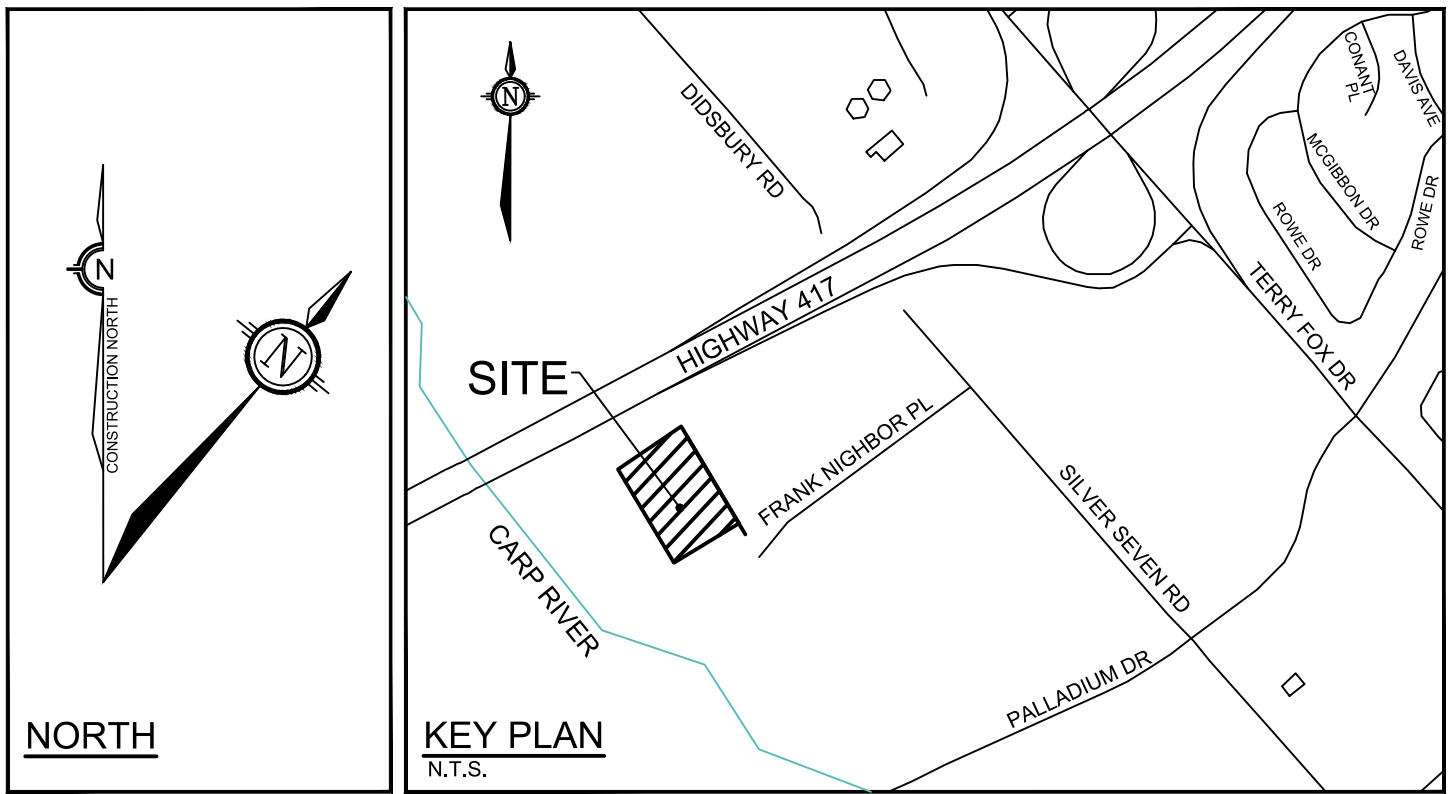 N
CONSTRUCTION NORTH
N
NORTH
N
DIDSBURY RD
CONANT
PL
DAVIS AVE
MCGIBBON DR
ROWE DR
ROWE DR
TERRY FOX DR
HIGHWAY 417
SITE
FRANK NIGHBOR PL
SILVER SEVEN RD
CARP RIVER
PALLADIUM DR
KEY PLAN
N.T.S.